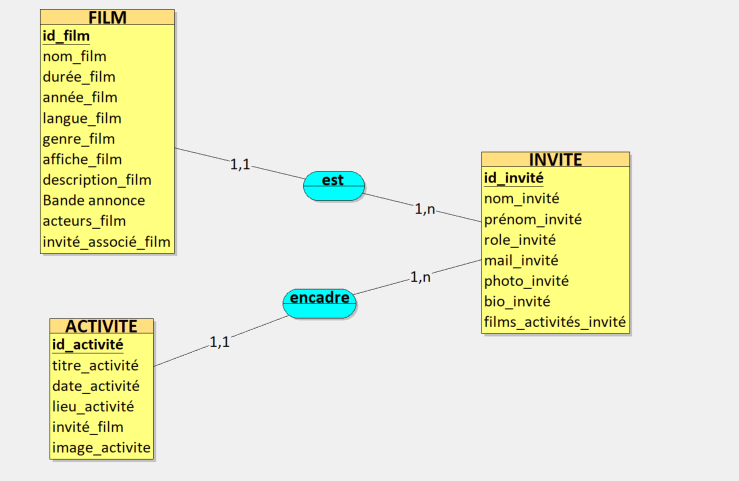 FILM
id_film
nom_film
durée_film
année_film
langue_film
genre_film
affiche_film
description_film
Bande annonce
acteurs_film
invité_associé_film
1,1
est
1,n
INVITE
id_invité
nom_invité
prénom_invité
role_invité
mail_invité
photo_invité
bio_invité
films_activités_invité
1,n
encadre
1,1
ACTIVITE
id_activité
titre_activité
date_activité
lieu_activité
invité_film
image_activite